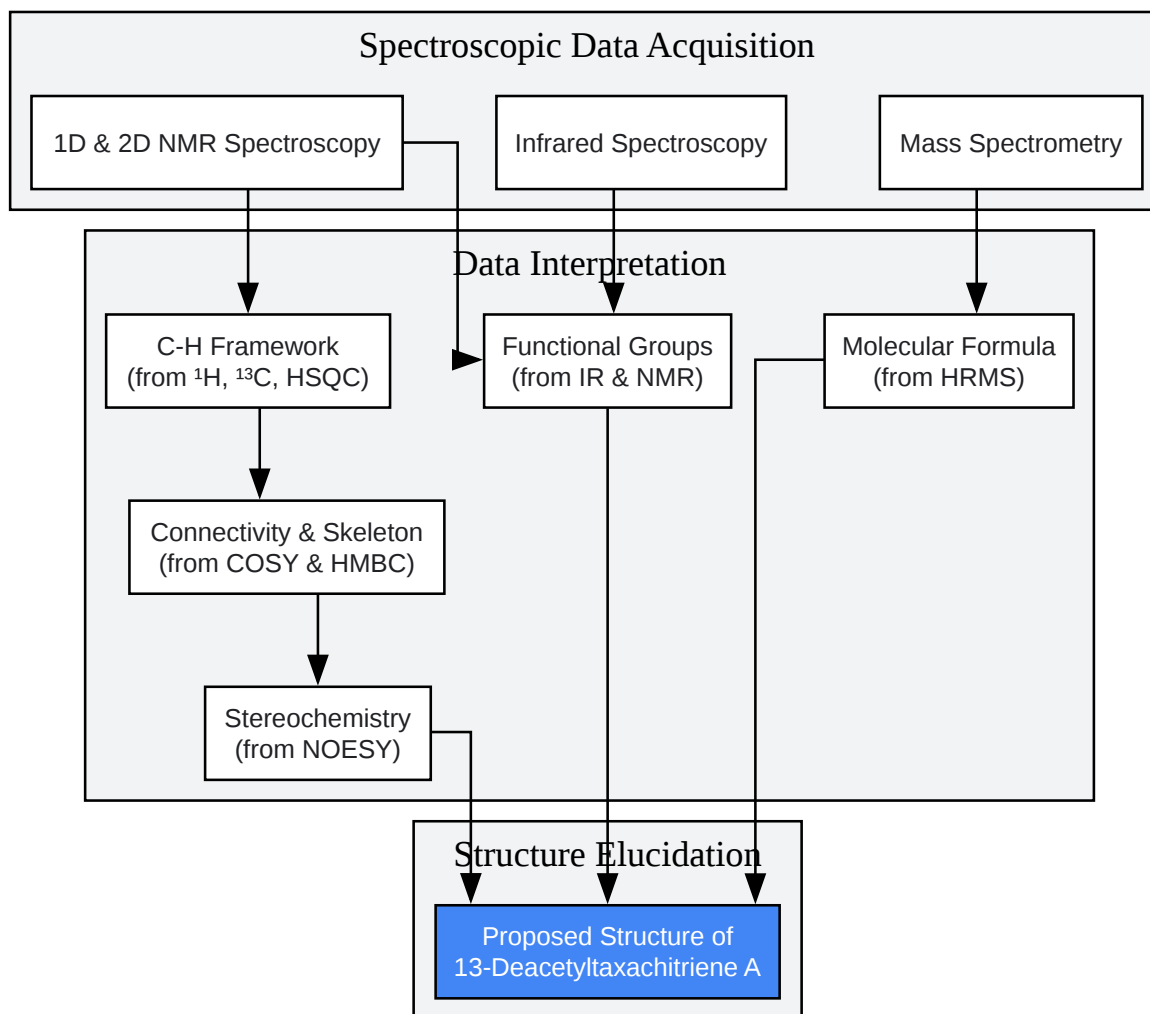 Spectroscopic Data Acquisition
1D & 2D NMR Spectroscopy
Infrared Spectroscopy
Mass Spectrometry
Data Interpretation
C-H Framework
(from ¹H, ¹³C, HSQC)
Functional Groups
(from IR & NMR)
Molecular Formula
(from HRMS)
Connectivity & Skeleton
(from COSY & HMBC)
Stereochemistry
(from NOESY)
Structure Elucidation
Proposed Structure of
13-Deacetyltaxachitriene A